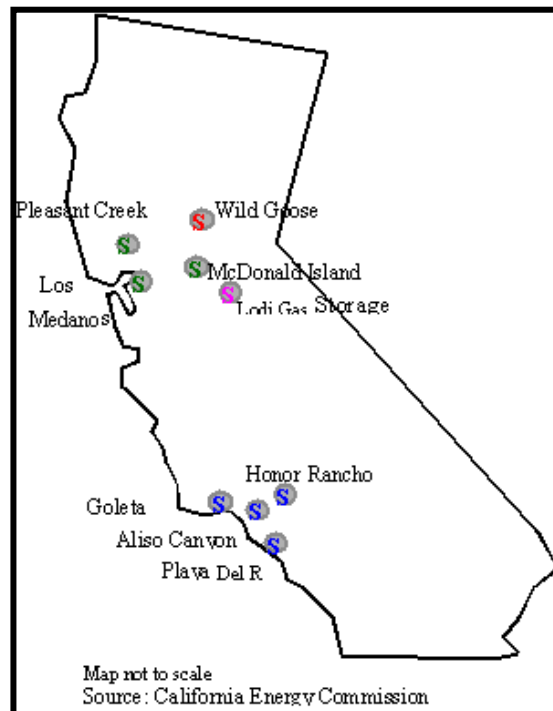 Pleasant Creek
Wild Goose
S
S
McDonald Island
S
Los
Medanos
S
S
Lodi Gas Storage
Honor Rancho
S
Goleta
S
S
Aliso Canyon
S
Playa Del R
Map not to scale
Source: California Energy Commission